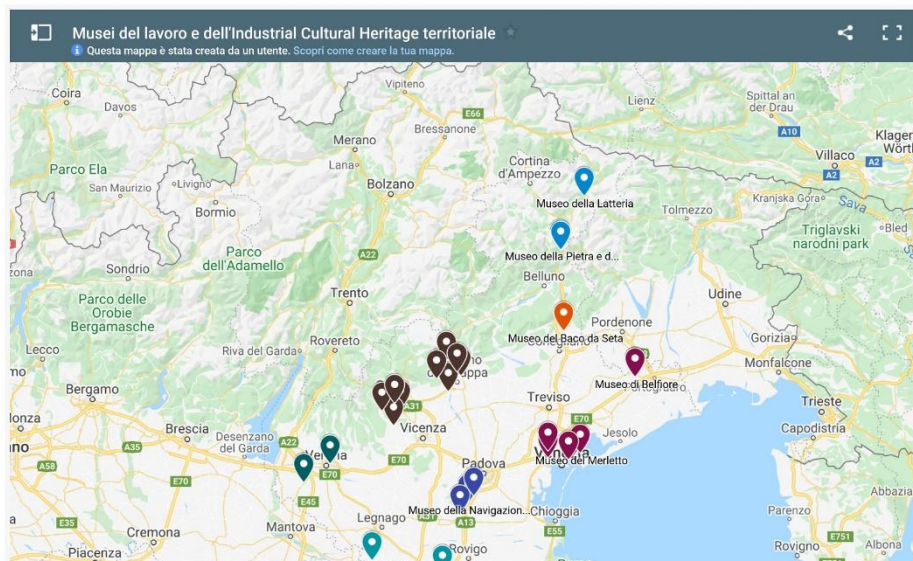 Musei del lavoro e dell'Industrial Cultural Heritage territoriale
Questa mappa è stata creata da un utente. Scopri come creare la tua mappa.
Coira
Davos
Vipiteno
E66
Lienz
Spittal an
der Drau
A10
Klagen
Wörth
Parco Ela
San Maurizio
Livigno
Merano
Lana
Bressanone
Cortina
d'Ampezzo
Villaco
A2
A2
Bormio
Bolzano
Museo della Latteria
Tolmezzo
Kranjska Gora
Sava
Bled
Triglavski
narodni park
Parco
dell'Adamello
A22
Museo della Pietra e d...
Sondrio
Belluno
Parco delle
Orobie
Bergamasche
Trento
Udine
Pordenone
Museo del Baco da Seta
Lecco
Riva del Garda
Rovereto
Gorizia
Monfalcone
Museo di Belfiore
Bergamo
A31
Treviso
Trieste
Capodistria
Brescia
Desenzano
del Garda
A22
Vicenza
E70
Jesolo
A35
E70
E70
Padova
Museo del Merletto
A58
E45
Albona
Abbazia
Mantova
Legnago
Museo della Navigazion...
A31
A13
Chioggia
E55
Parenzo
E35
Cremona
E751
Piacenza
Rovigo
Rovigno